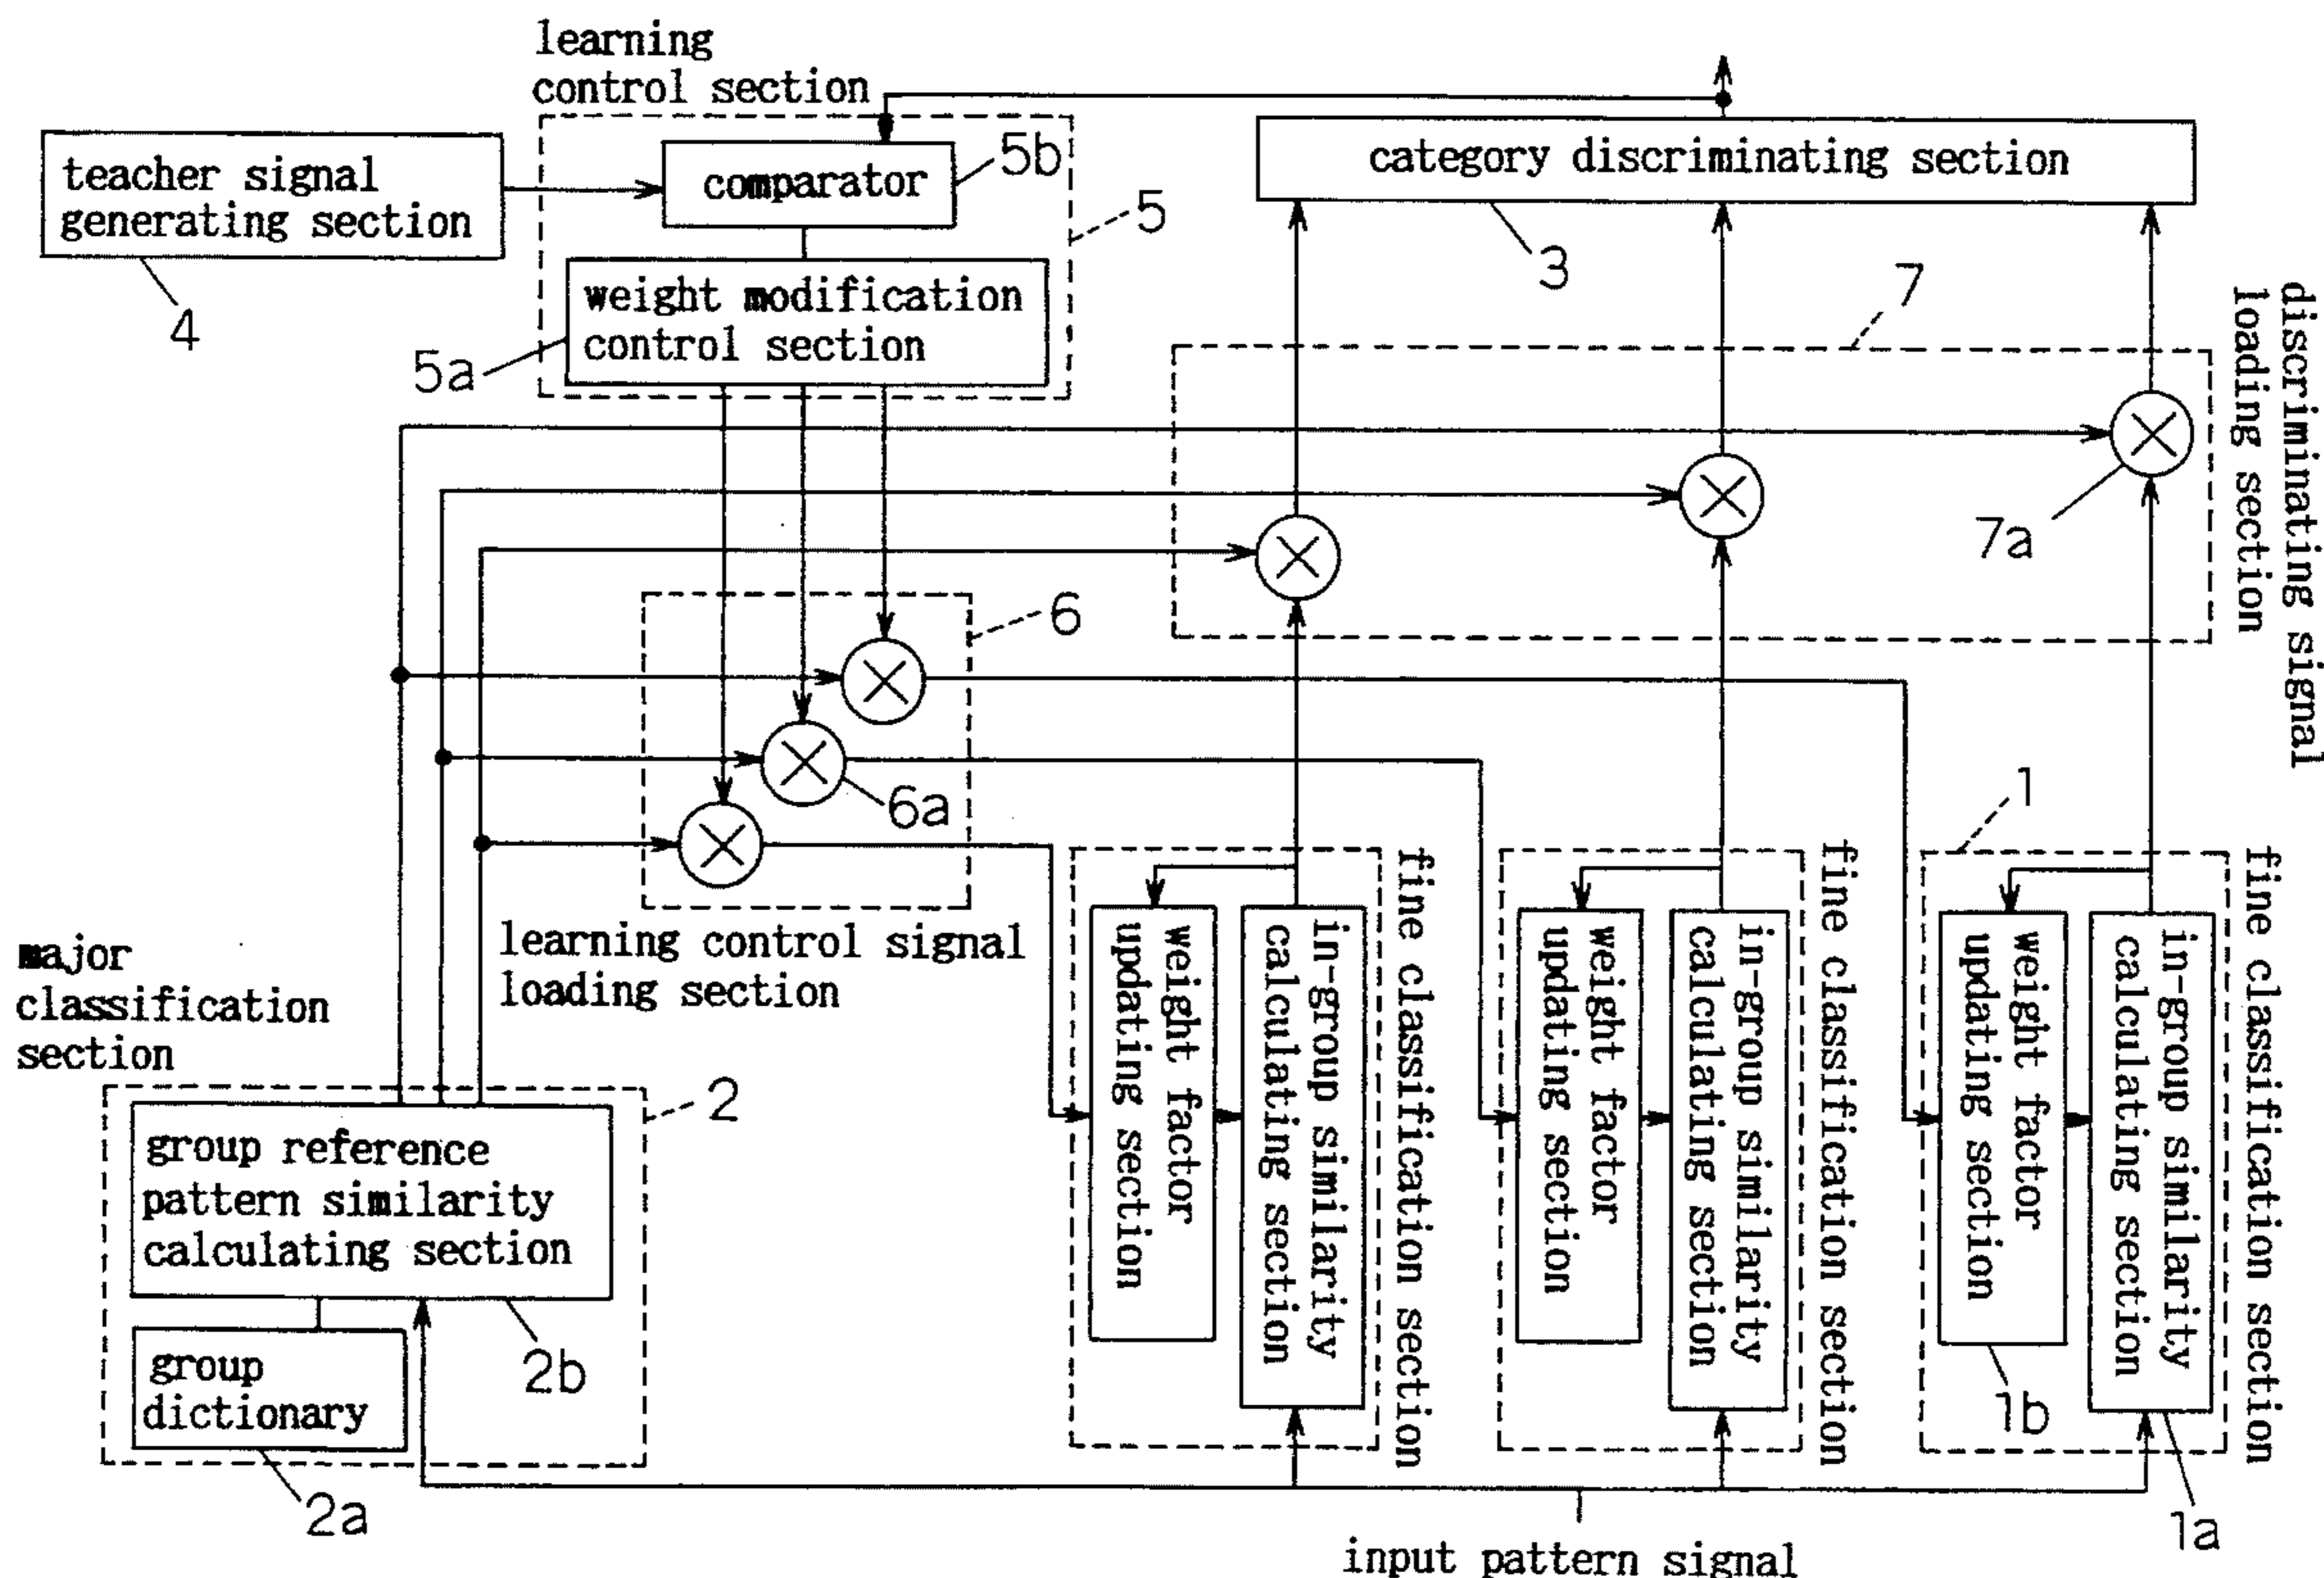 learning
control section
teacher signal
generating section
4
comparator
5b
5
weight modification
control section
5a
category discriminating section
3
7
discriminating signal
loading section
7a
6
6a
learning control signal
loading section
major
classification
section
2
group reference
pattern similarity
calculating section
2b
group
dictionary
2a
fine classification section
in-group similarity
calculating section
weight factor
updating section
fine classification section
in-group similarity
calculating section
weight factor
updating section
1
fine classification section
in-group similarity
calculating section
weight factor
updating section
1b
1a
input pattern signal